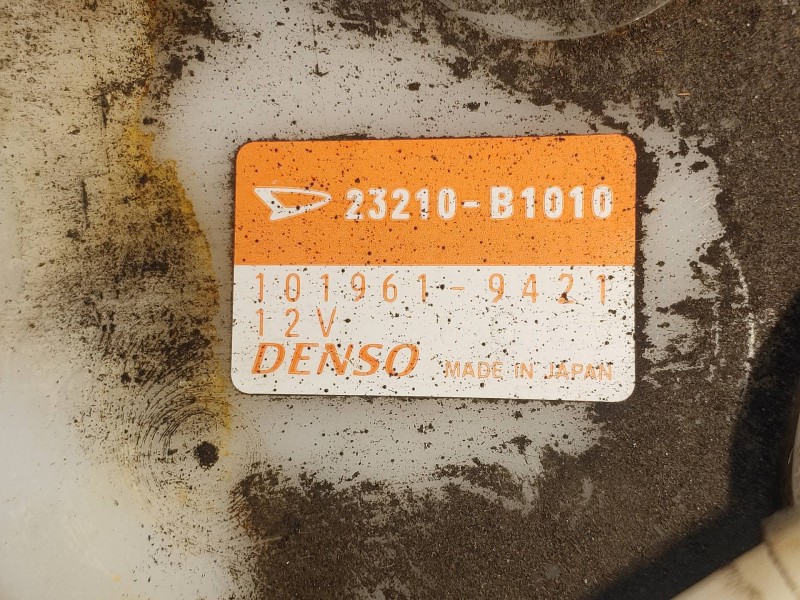 23210-B1010
101961-9421
12V
DENSO MADE IN JAPAN